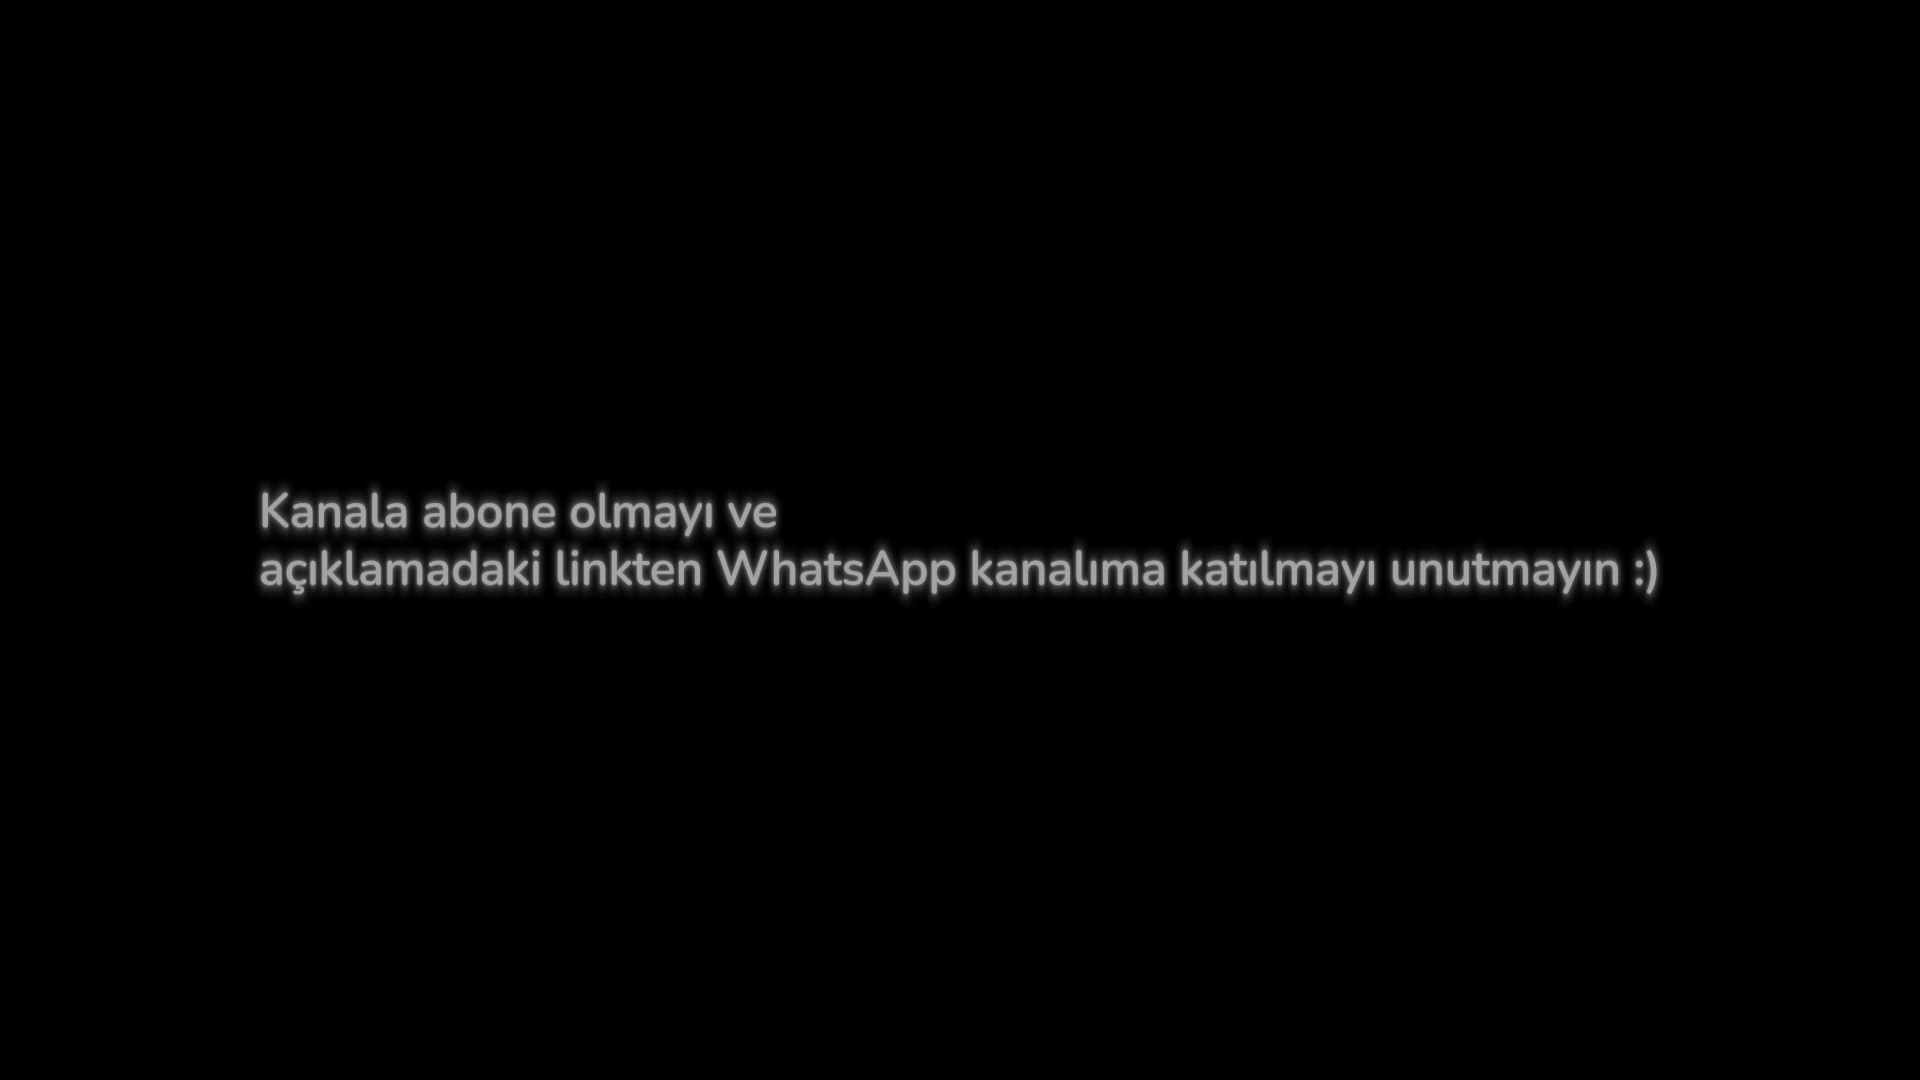 Kanala abone olmayı ve
açıklamadaki linkten WhatsApp kanalıma katılmayı unutmayın :)